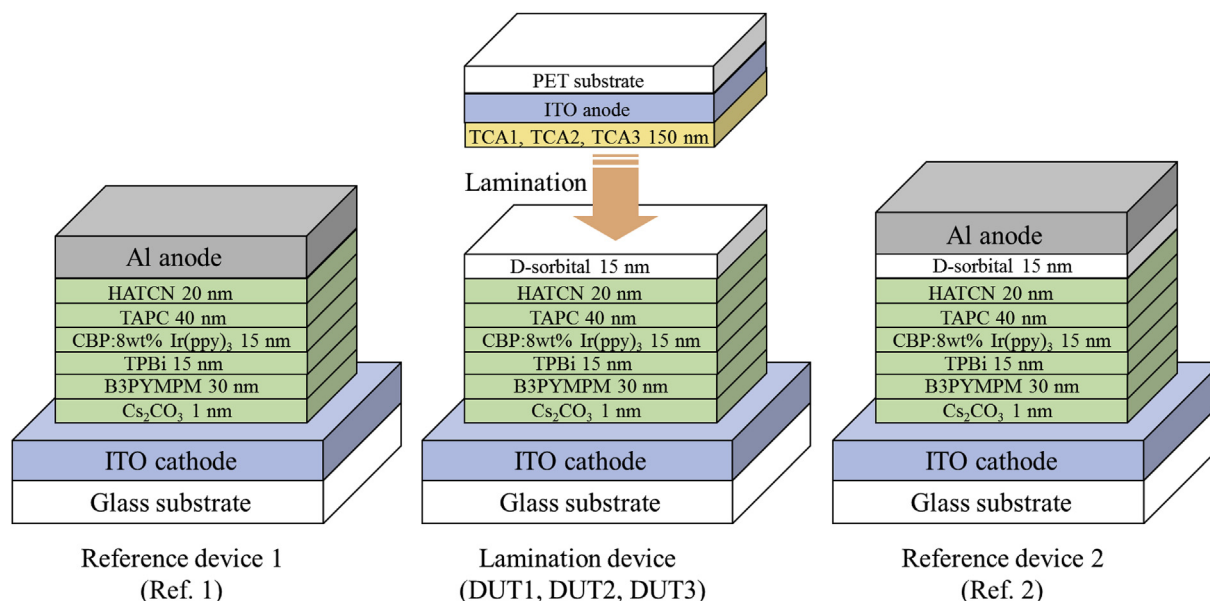 PET substrate
ITO anode
TCA1, TCA2, TCA3 150 nm
Lamination
Al anode
HATCN 20 nm
TAPC 40 nm
CBP:8wt% Ir(ppy)₃ 15 nm
TPBi 15 nm
B3PYMPM 30 nm
Cs₂CO₃ 1 nm
ITO cathode
Glass substrate
Reference device 1
(Ref. 1)
D-sorbital 15 nm
HATCN 20 nm
TAPC 40 nm
CBP:8wt% Ir(ppy)₃ 15 nm
TPBi 15 nm
B3PYMPM 30 nm
Cs₂CO₃ 1 nm
ITO cathode
Glass substrate
Lamination device
(DUT1, DUT2, DUT3)
Al anode
D-sorbital 15 nm
HATCN 20 nm
TAPC 40 nm
CBP:8wt% Ir(ppy)₃ 15 nm
TPBi 15 nm
B3PYMPM 30 nm
Cs₂CO₃ 1 nm
ITO cathode
Glass substrate
Reference device 2
(Ref. 2)